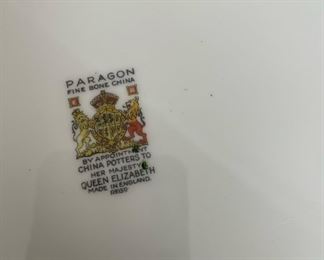 PARAGON
FINE BONE CHINA
BY APPOINTMENT
CHINA POTTERS TO
HER MAJESTY
QUEEN ELIZABETH
MADE IN ENGLAND.